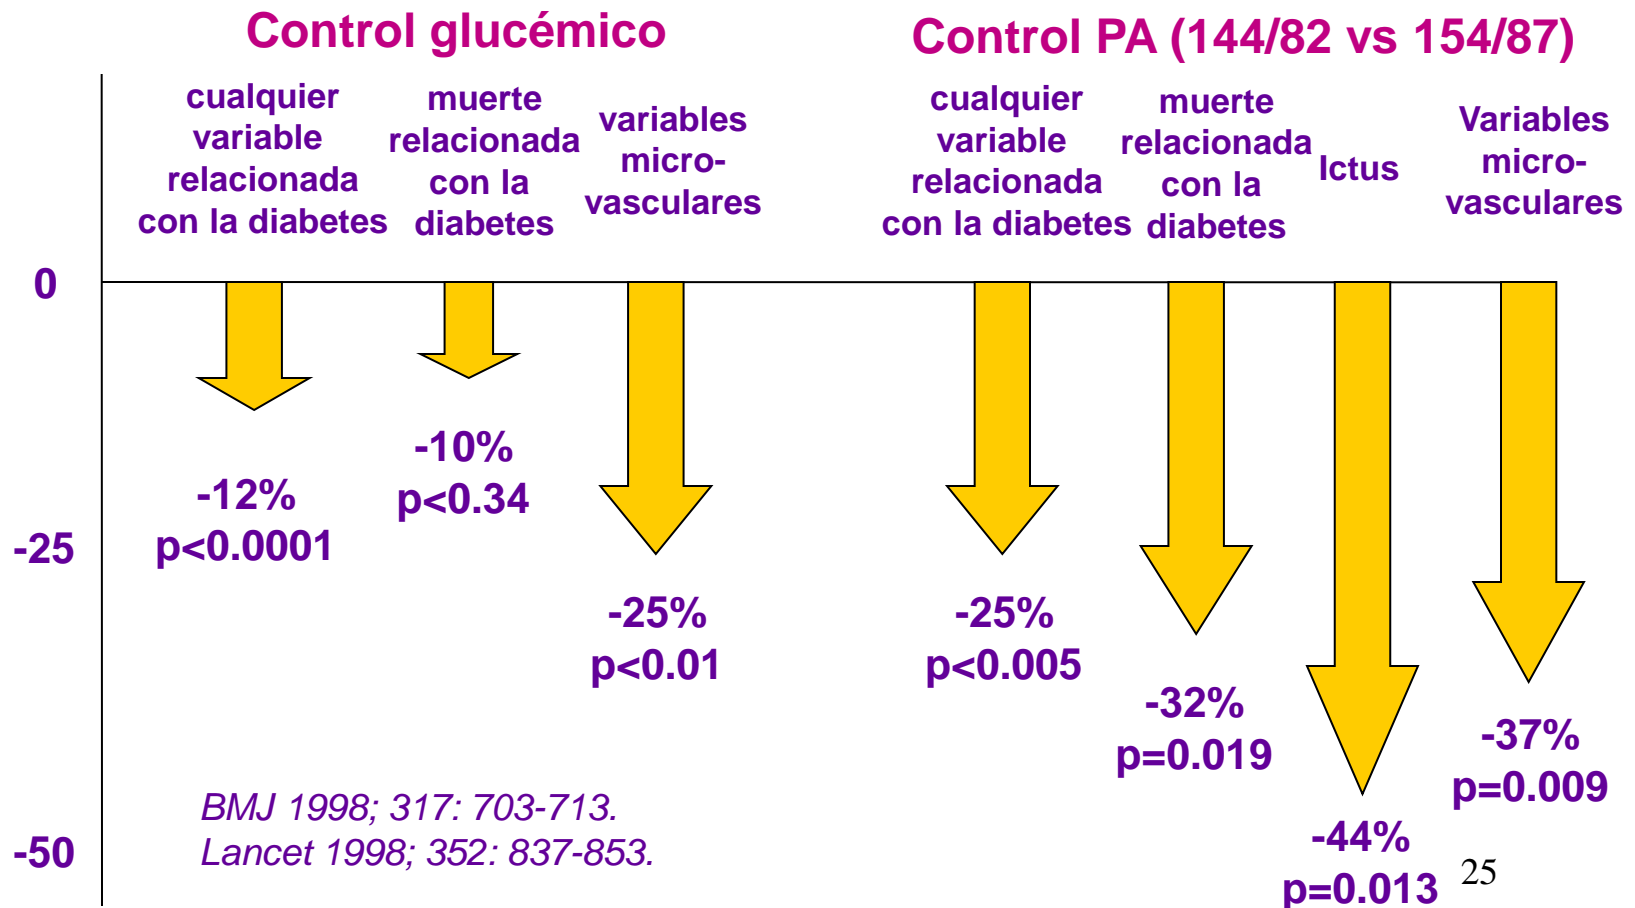 Control glucémico
Control PA (144/82 vs 154/87)
cualquier
variable
relacionada
con la diabetes
muerte
relacionada
con la
diabetes
variables
micro-
vasculares
cualquier
variable
relacionada
con la diabetes
muerte
relacionada
con la
diabetes
Ictus
Variables
micro-
vasculares
0
-25
-50
-12%
p<0.0001
-10%
p<0.34
-25%
p<0.01
-25%
p<0.005
-32%
p=0.019
-44%
p=0.013
-37%
p=0.009
BMJ 1998; 317: 703-713.
Lancet 1998; 352: 837-853.
25